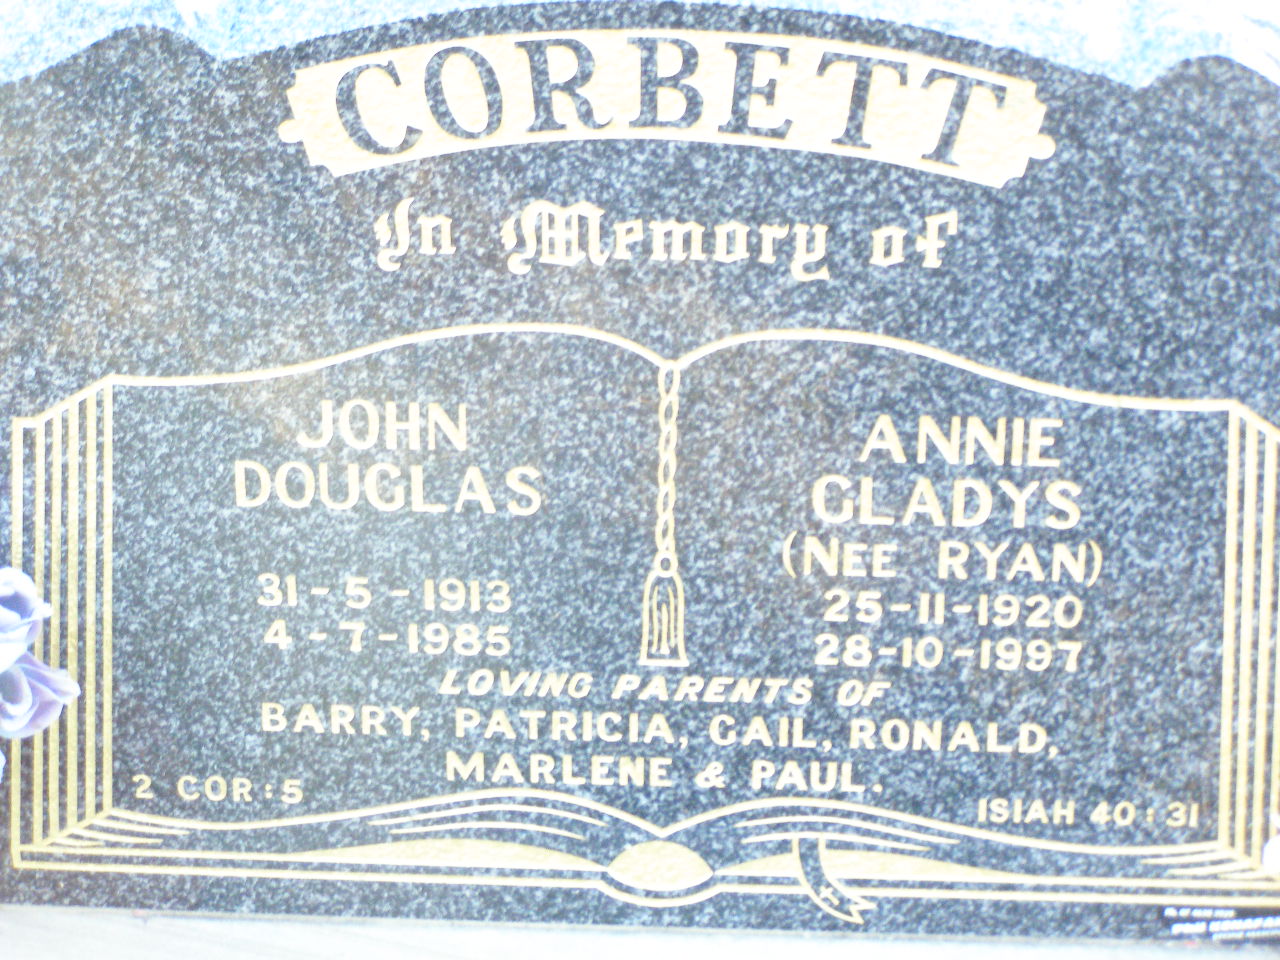 CORBETT
In Memory of
JOHN
DOUGLAS
31-5-1913
4-7-1985
ANNIE
GLADYS
(NEE RYAN)
25-11-1920
28-10-1997
LOVING PARENTS OF
BARRY, PATRICIA, GAIL, RONALD,
MARLENE & PAUL.
2 COR:5
ISIAH 40:31